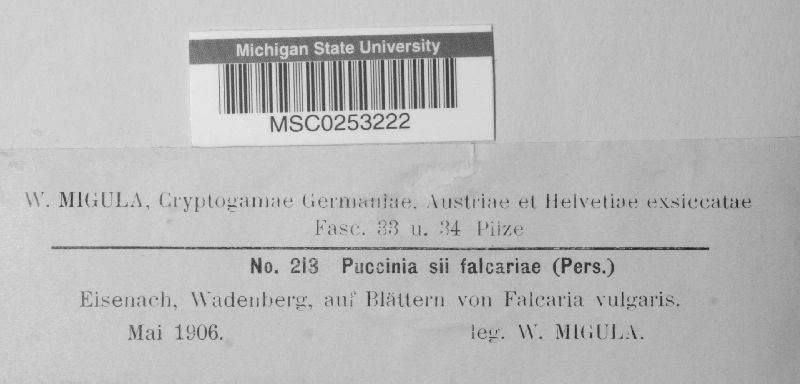 Michigan State University
MSC0253222
W. MIGULA, Cryptogamae Germaniae, Austriae et Helvetiae exsiccatae
Fasc. 33 u. 34 Pilze
No. 213 Puccinia sii falcariae (Pers.)
Eisenach, Wadenberg, auf Blättern von Falcaria vulgaris.
Mai 1906. leg. W. MIGULA.